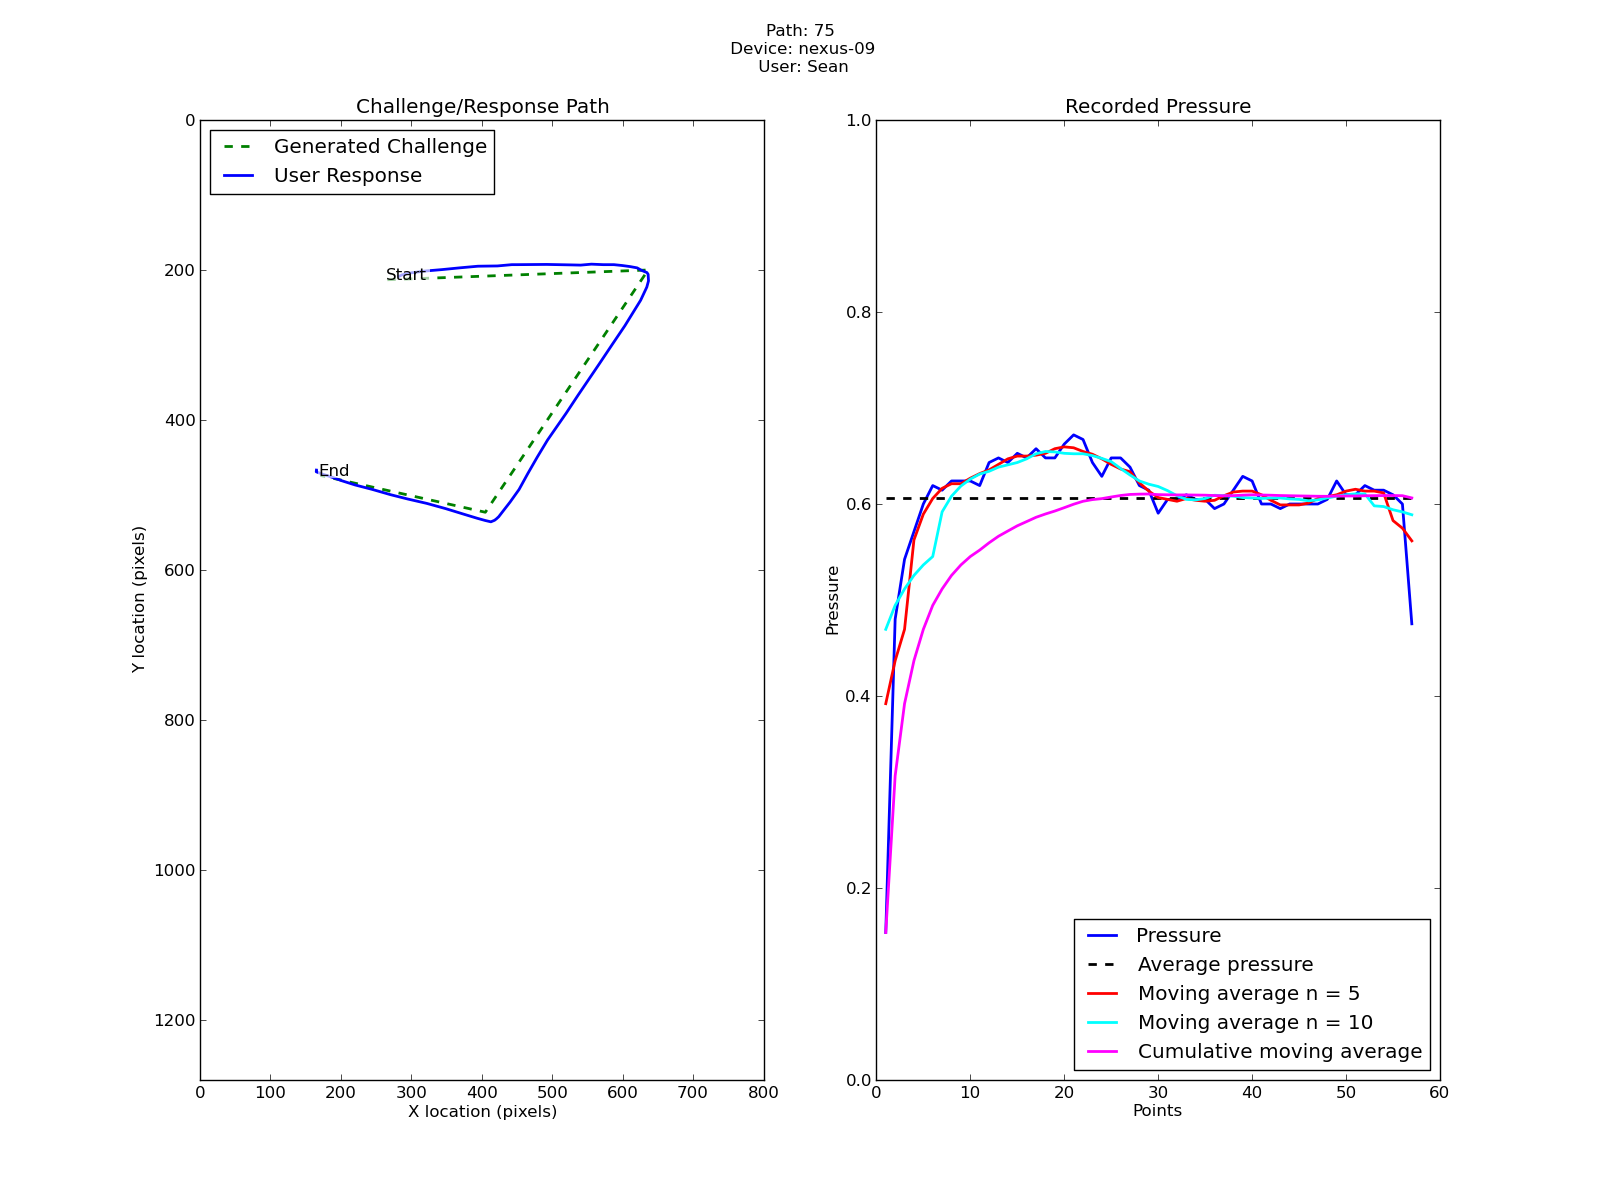 Path: 75
Device: nexus-09
User: Sean
Challenge/Response Path
Generated Challenge
User Response
Start
End
0
200
400
600
800
1000
1200
Y location (pixels)
0 100 200 300 400 500 600 700 800
X location (pixels)
Recorded Pressure
1.0
0.8
0.6
0.4
0.2
0.0
Pressure
Pressure
Average pressure
Moving average n = 5
Moving average n = 10
Cumulative moving average
0 10 20 30 40 50 60
Points